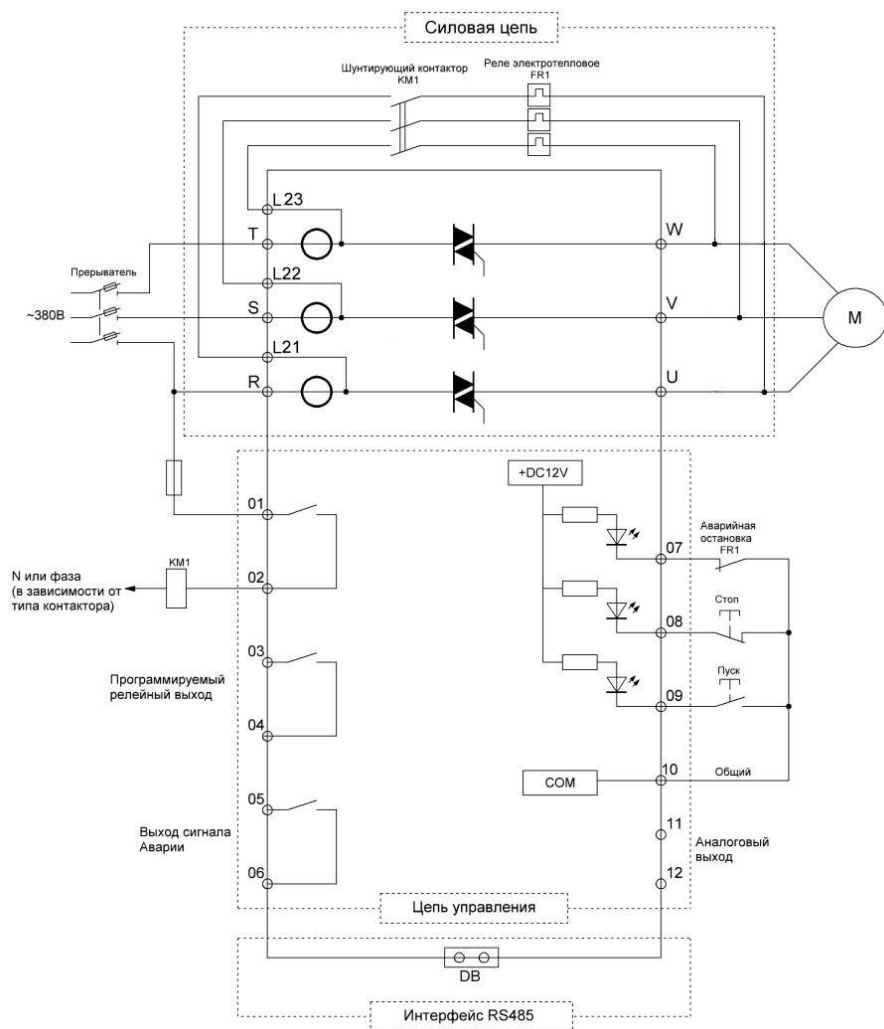 Силовая цепь
Шунтирующий контактор
KM1
Реле электротепловое
FR1
L23
T
W
Прерыватель
L22
~380В
S
V
M
L21
R
U
+DC12V
01
07
Аварийная
остановка
FR1
KM1
02
N или фаза
(в зависимости от
типа контактора)
08
Стоп
03
Программируемый
релейный выход
09
Пуск
04
10
Общий
COM
05
11
Выход сигнала
Аварии
Аналоговый
выход
06
12
Цепь управления
DB
Интерфейс RS485